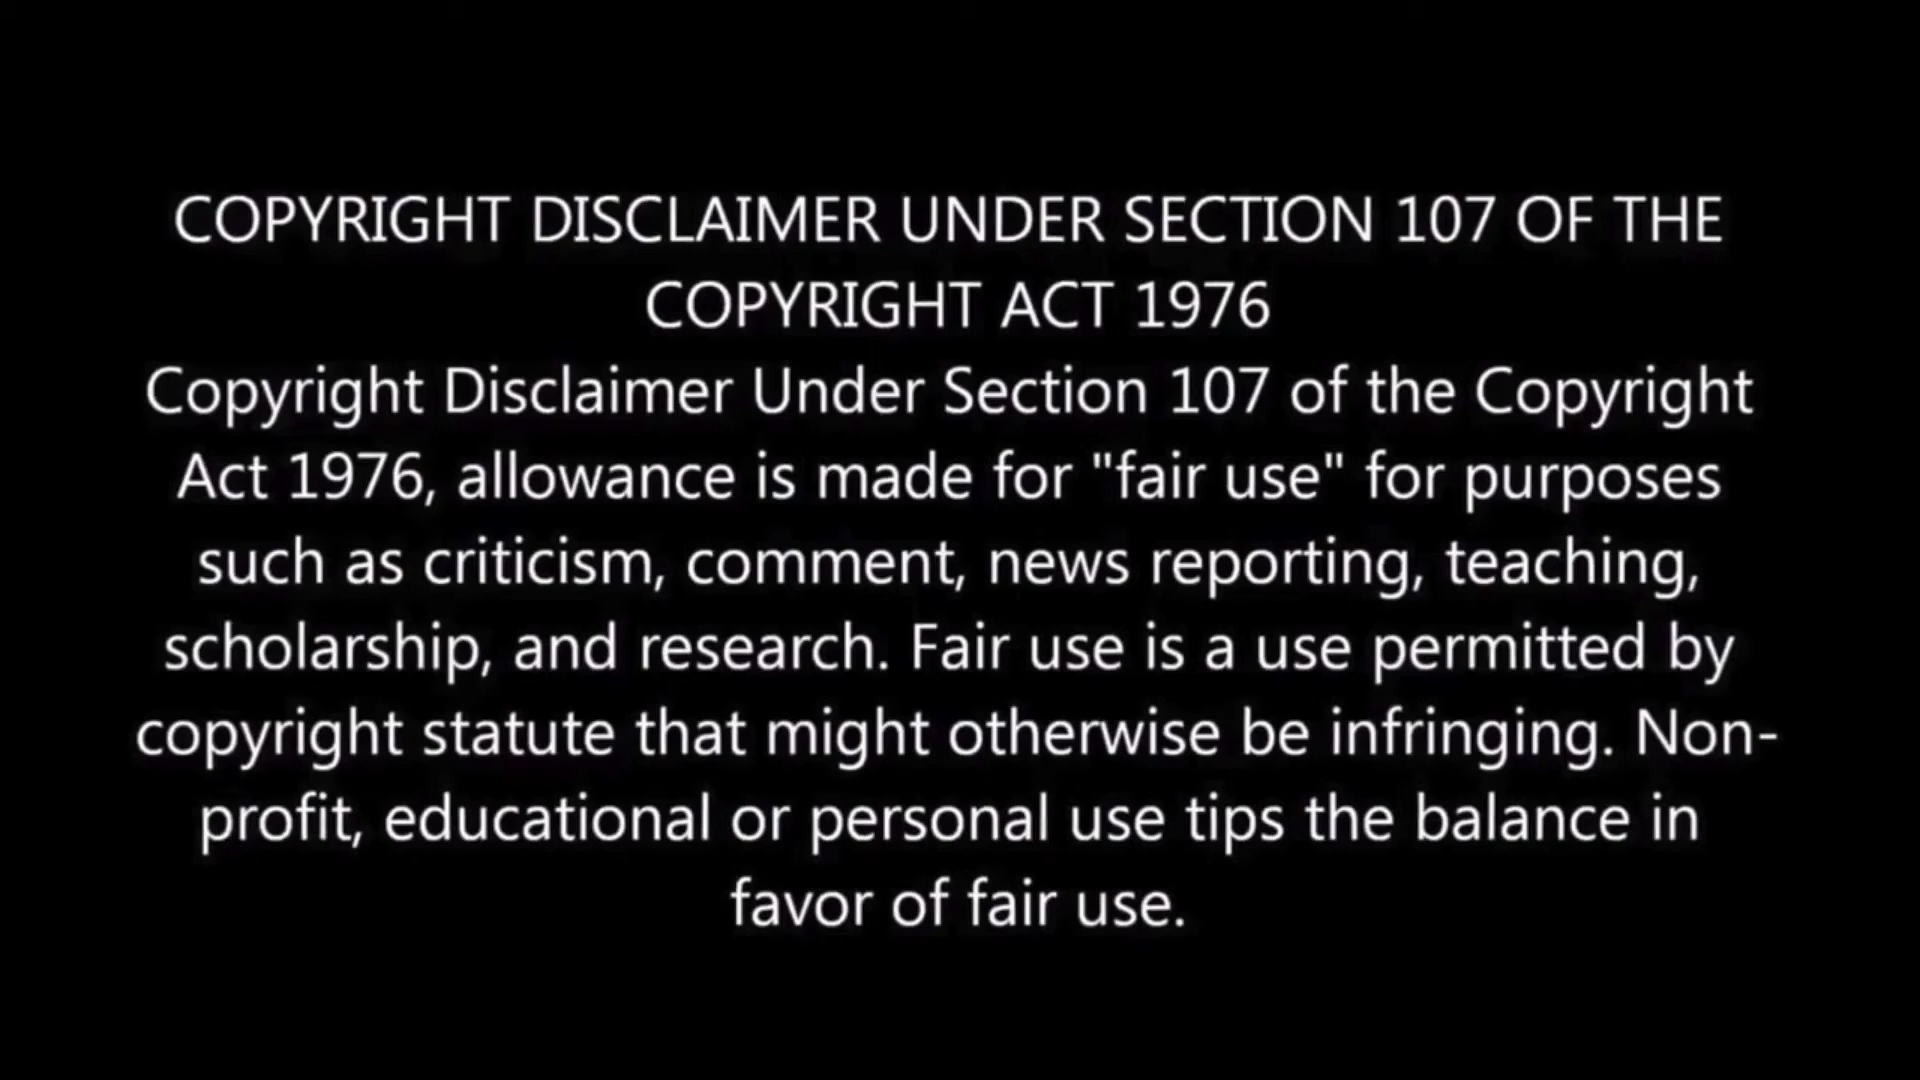 COPYRIGHT DISCLAIMER UNDER SECTION 107 OF THE
COPYRIGHT ACT 1976
Copyright Disclaimer Under Section 107 of the Copyright
Act 1976, allowance is made for "fair use" for purposes
such as criticism, comment, news reporting, teaching,
scholarship, and research. Fair use is a use permitted by
copyright statute that might otherwise be infringing. Non-
profit, educational or personal use tips the balance in
favor of fair use.